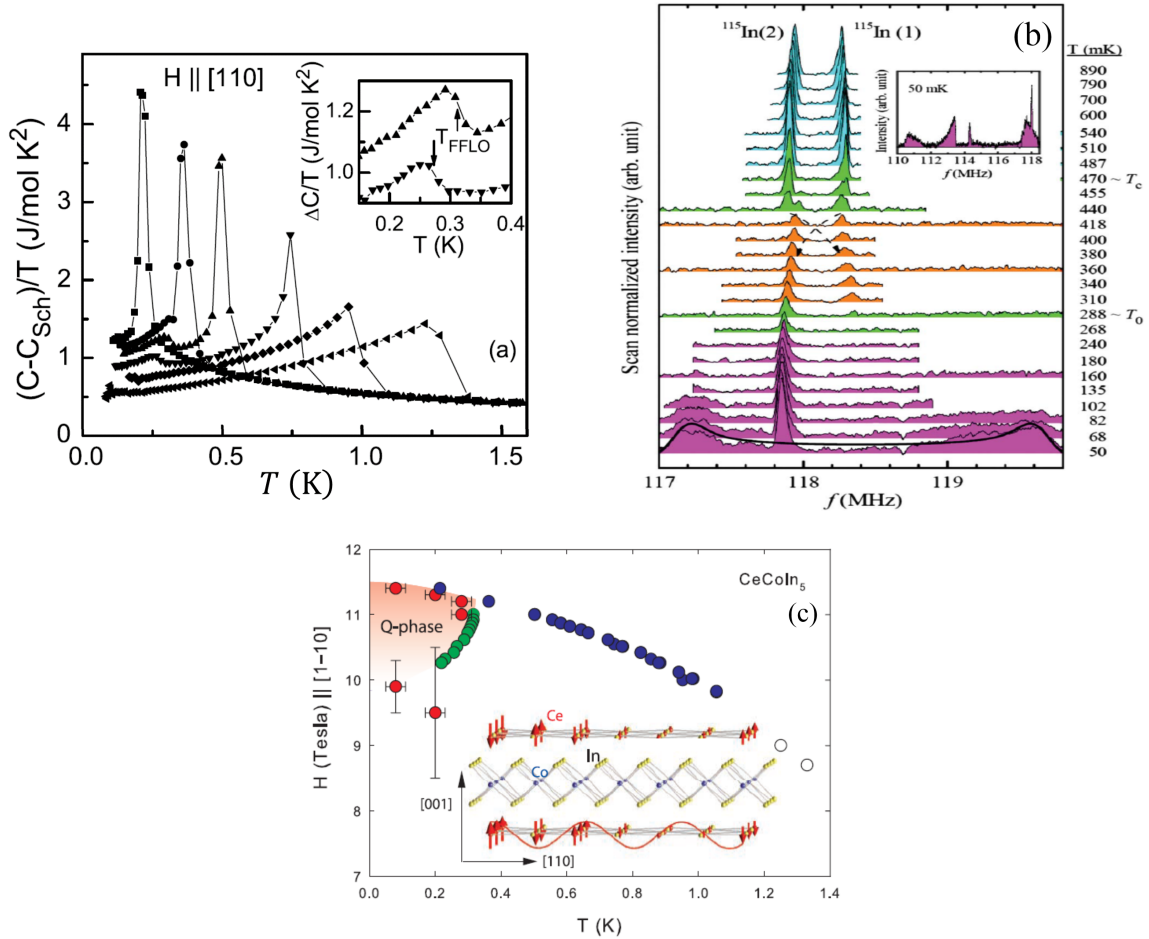 H || [110]
(C-C_Sch)/T (J/mol K²)
4
3
2
1
0
0.0
0.5
1.0
1.5
T (K)
(a)
ΔC/T (J/mol K²)
1.2
1.0
T_FFLO
0.2
0.3
0.4
T (K)
(b)
¹¹⁵In(2)
¹¹⁵In (1)
T (mK)
890
790
700
600
540
510
487
470 ~ T_c
455
440
418
400
380
360
340
310
288 ~ T_0
268
240
180
160
135
102
82
68
50
Scan normalized intensity (arb. unit)
117
118
119
f (MHz)
50 mK
Intensity (arb. unit)
110
112
114
116
118
f (MHz)
(c)
CeCoIn₅
H (Tesla) || [1-10]
12
11
10
9
8
7
Q-phase
Ce
In
Co
[001]
[110]
0.0
0.2
0.4
0.6
0.8
1.0
1.2
1.4
T (K)